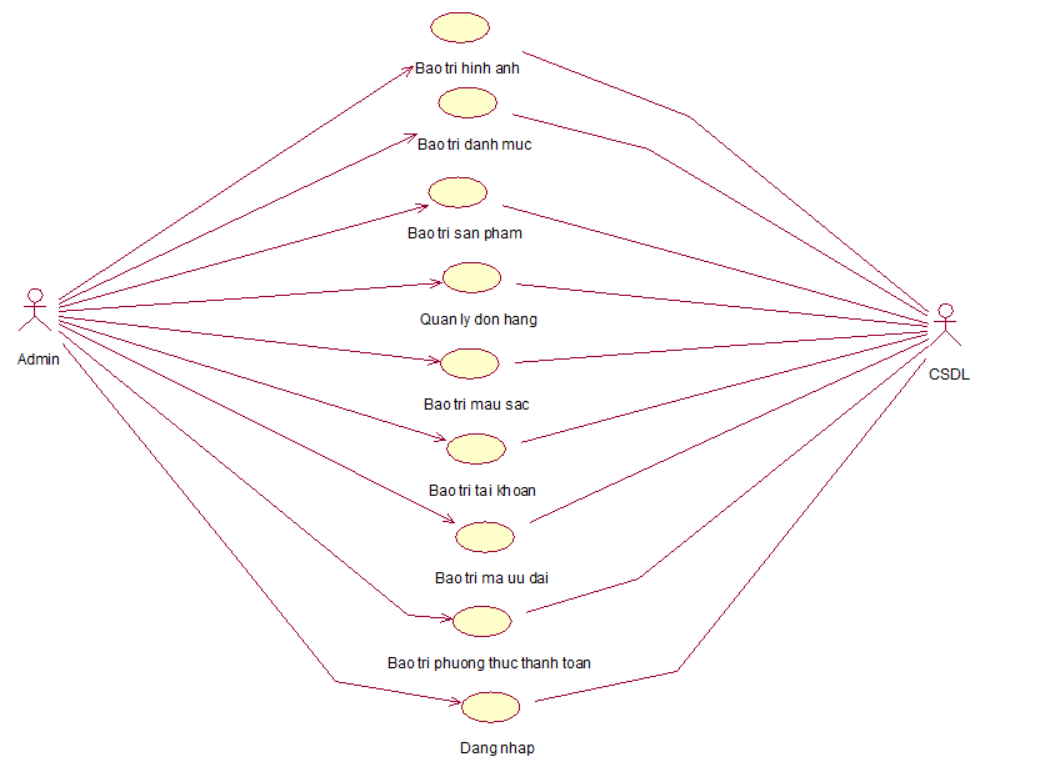 Bao tri hinh anh
Bao tri danh muc
Bao tri san pham
Quan ly don hang
Admin
CSDL
Bao tri mau sac
Bao tri tai khoan
Bao tri ma uu dai
Bao tri phuong thuc thanh toan
Dang nhap